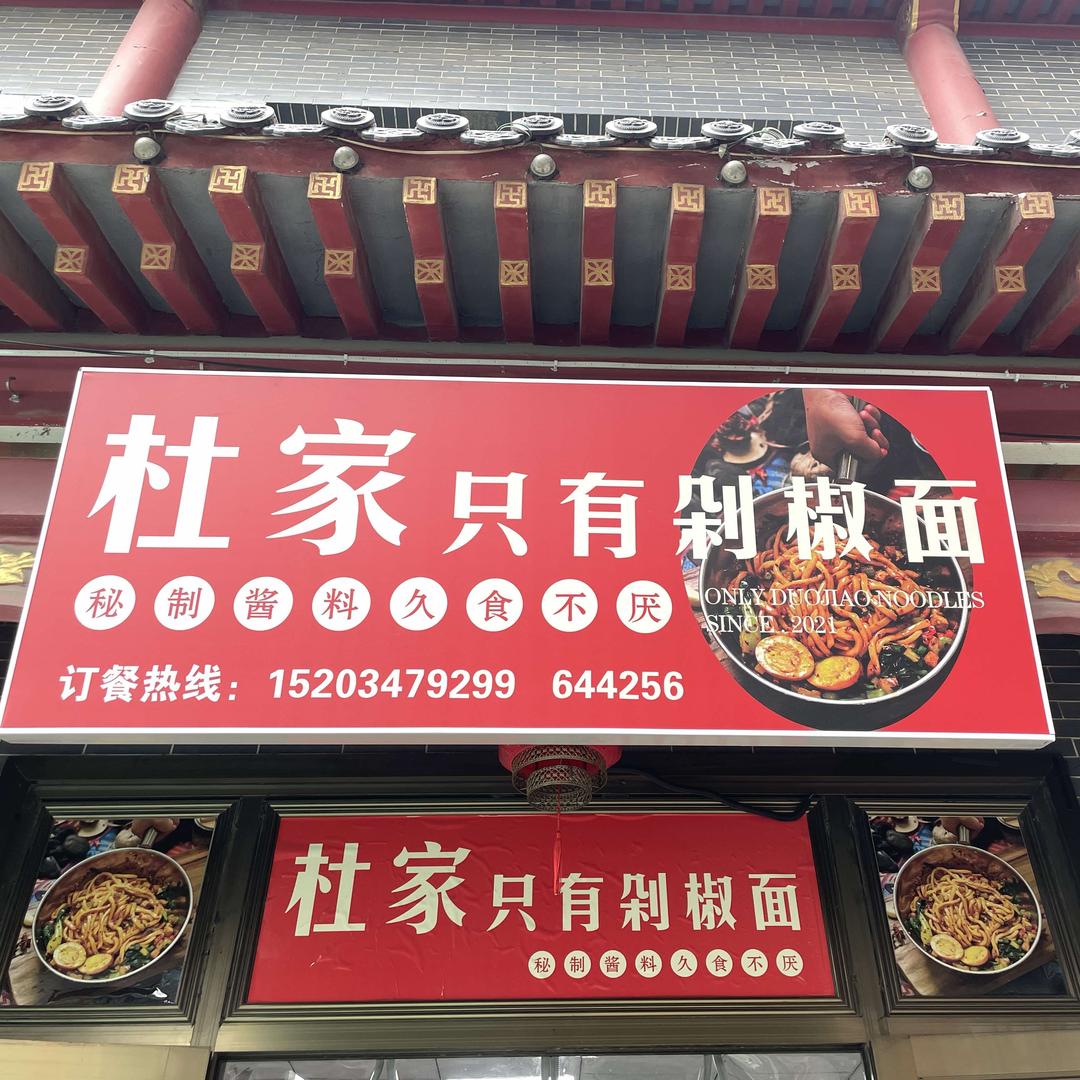 杜家只有剁椒面
秘制酱料久食不厌
ONLY DUOJIAO NOODLES
SINCE 2021
订餐热线：15203479299 644256
杜家只有剁椒面
秘制酱料久食不厌